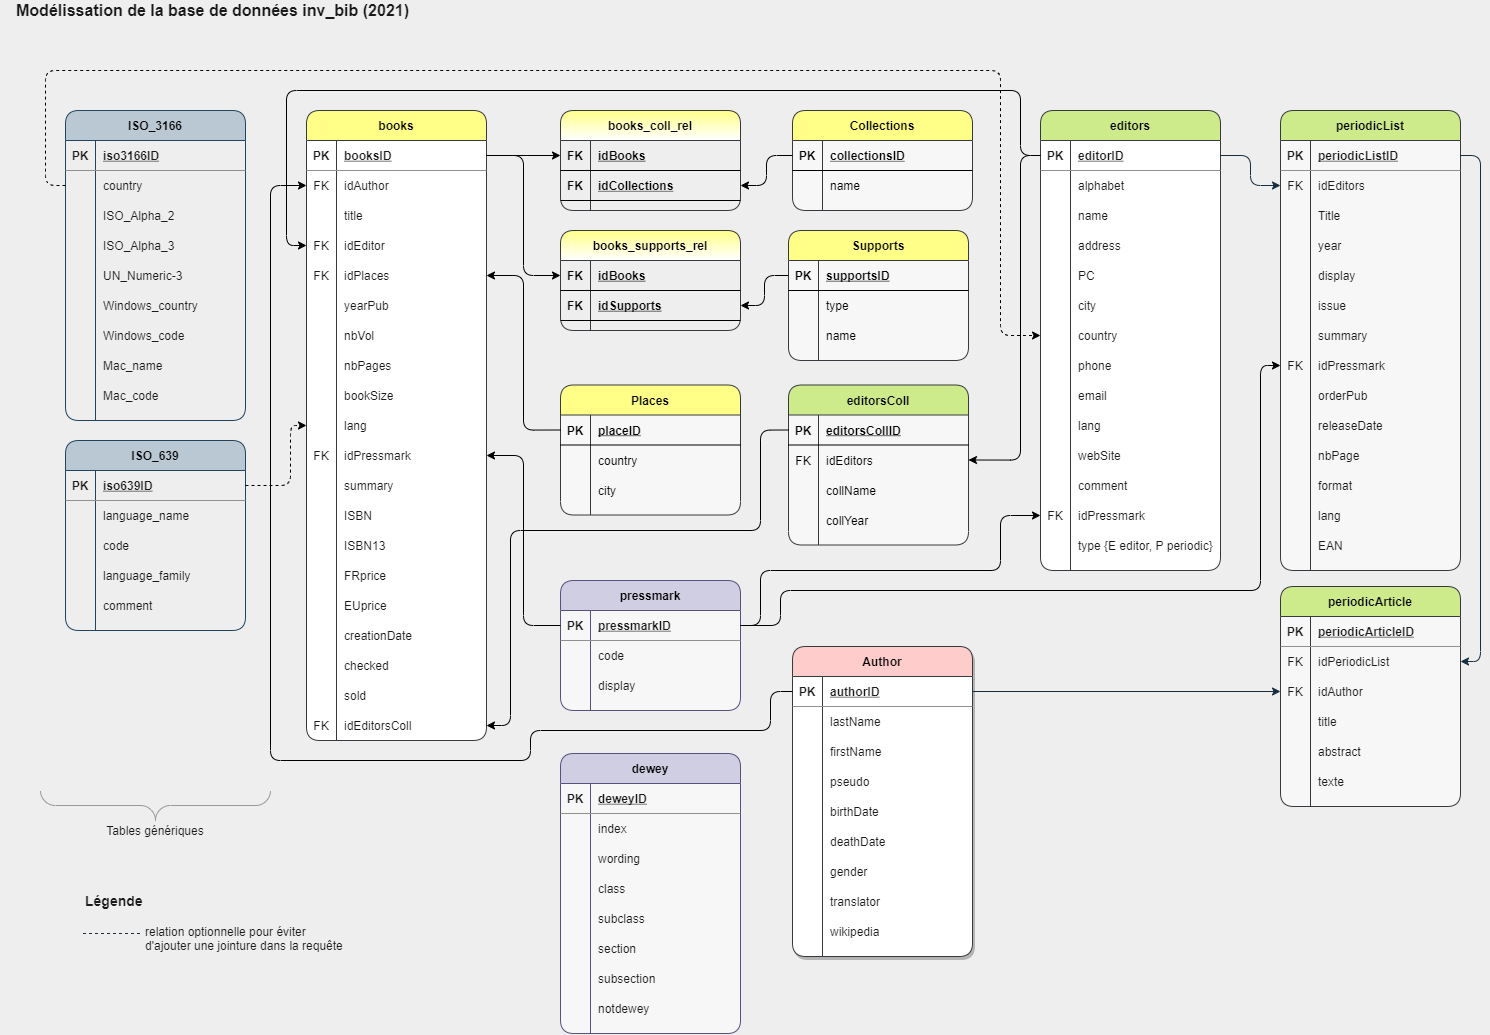 Modélissation de la base de données inv_bib (2021)
ISO_3166
PK iso3166ID
country
ISO_Alpha_2
ISO_Alpha_3
UN_Numeric-3
Windows_country
Windows_code
Mac_name
Mac_code
ISO_639
PK iso639ID
language_name
code
language_family
comment
Tables génériques
Légende
relation optionnelle pour éviter
d'ajouter une jointure dans la requête
books
PK booksID
FK idAuthor
title
FK idEditor
FK idPlaces
yearPub
nbVol
nbPages
bookSize
lang
FK idPressmark
summary
ISBN
ISBN13
FRprice
EUprice
creationDate
checked
sold
FK idEditorsColl
books_coll_rel
FK idBooks
FK idCollections
books_supports_rel
FK idBooks
FK idSupports
Places
PK placeID
country
city
pressmark
PK pressmarkID
code
display
dewey
PK deweyID
index
wording
class
subclass
section
subsection
notdewey
Collections
PK collectionsID
name
Supports
PK supportsID
type
name
editorsColl
PK editorsCollID
FK idEditors
collName
collYear
Author
PK authorID
lastName
firstName
pseudo
birthDate
deathDate
gender
translator
wikipedia
editors
PK editorID
alphabet
name
address
PC
city
country
phone
email
lang
webSite
comment
FK idPressmark
type {E editor, P periodic}
periodicList
PK periodicListID
FK idEditors
Title
year
display
issue
summary
FK idPressmark
orderPub
releaseDate
nbPage
format
lang
EAN
periodicArticle
PK periodicArticleID
FK idPeriodicList
FK idAuthor
title
abstract
texte